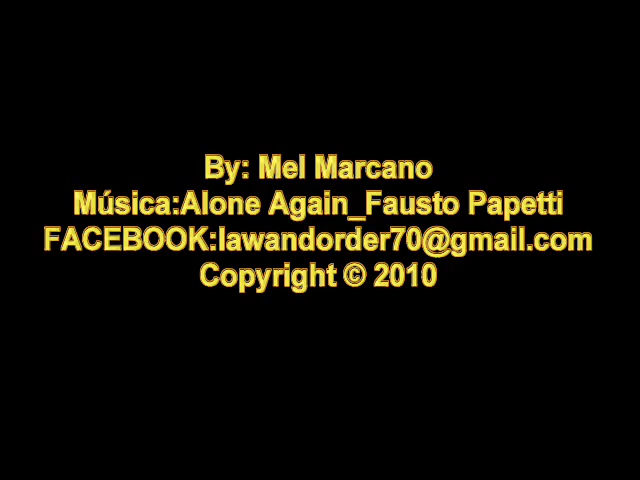 By: Mel Marcano
Música:Alone Again_Fausto Papetti
FACEBOOK:lawandorder70@gmail.com
Copyright © 2010